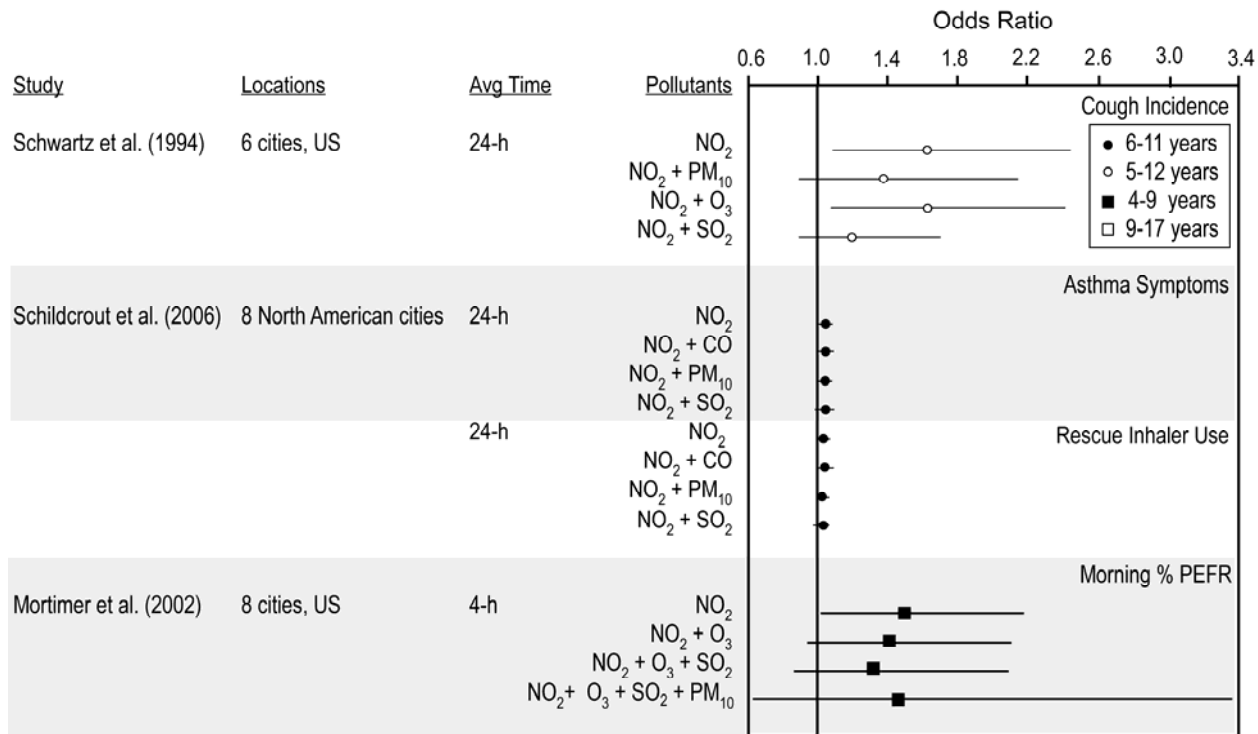 Odds Ratio
0.6 1.0 1.4 1.8 2.2 2.6 3.0 3.4
Study Locations Avg Time Pollutants
Cough Incidence
Schwartz et al. (1994) 6 cities, US 24-h NO₂
NO₂ + PM₁₀
NO₂ + O₃
NO₂ + SO₂
6-11 years
5-12 years
4-9 years
9-17 years
Asthma Symptoms
Schildcrout et al. (2006) 8 North American cities 24-h NO₂
NO₂ + CO
NO₂ + PM₁₀
NO₂ + SO₂
24-h NO₂ Rescue Inhaler Use
NO₂ + CO
NO₂ + PM₁₀
NO₂ + SO₂
Morning % PEFR
Mortimer et al. (2002) 8 cities, US 4-h NO₂
NO₂ + O₃
NO₂ + O₃ + SO₂
NO₂+ O₃ + SO₂ + PM₁₀